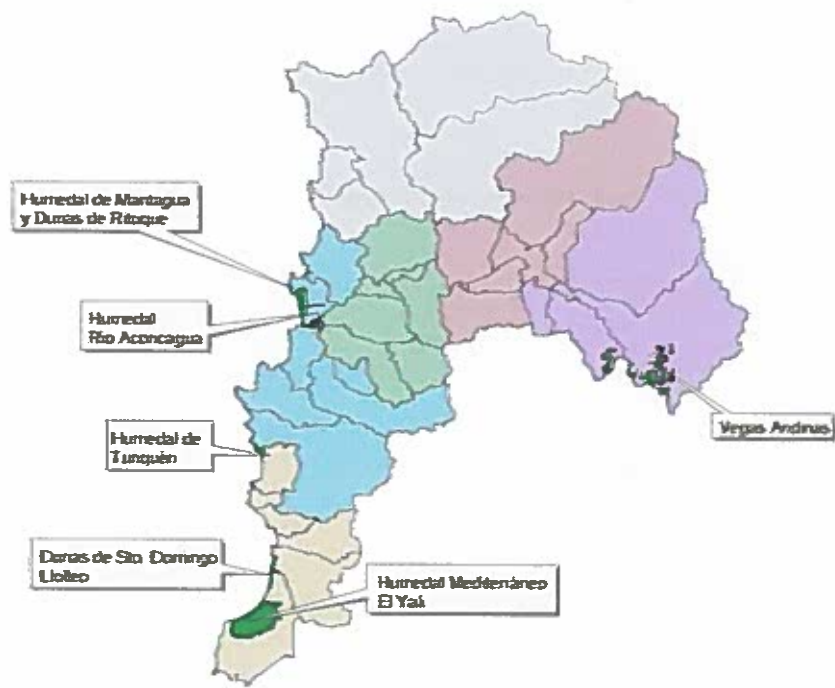 Humedal de Mantagua
y Dunas de Ritoque
Humedal
Río Aconcagua
Vegas Andinas
Humedal de
Tunquén
Dunas de Sto. Domingo
Llolleo
Humedal Mediterráneo
El Yali